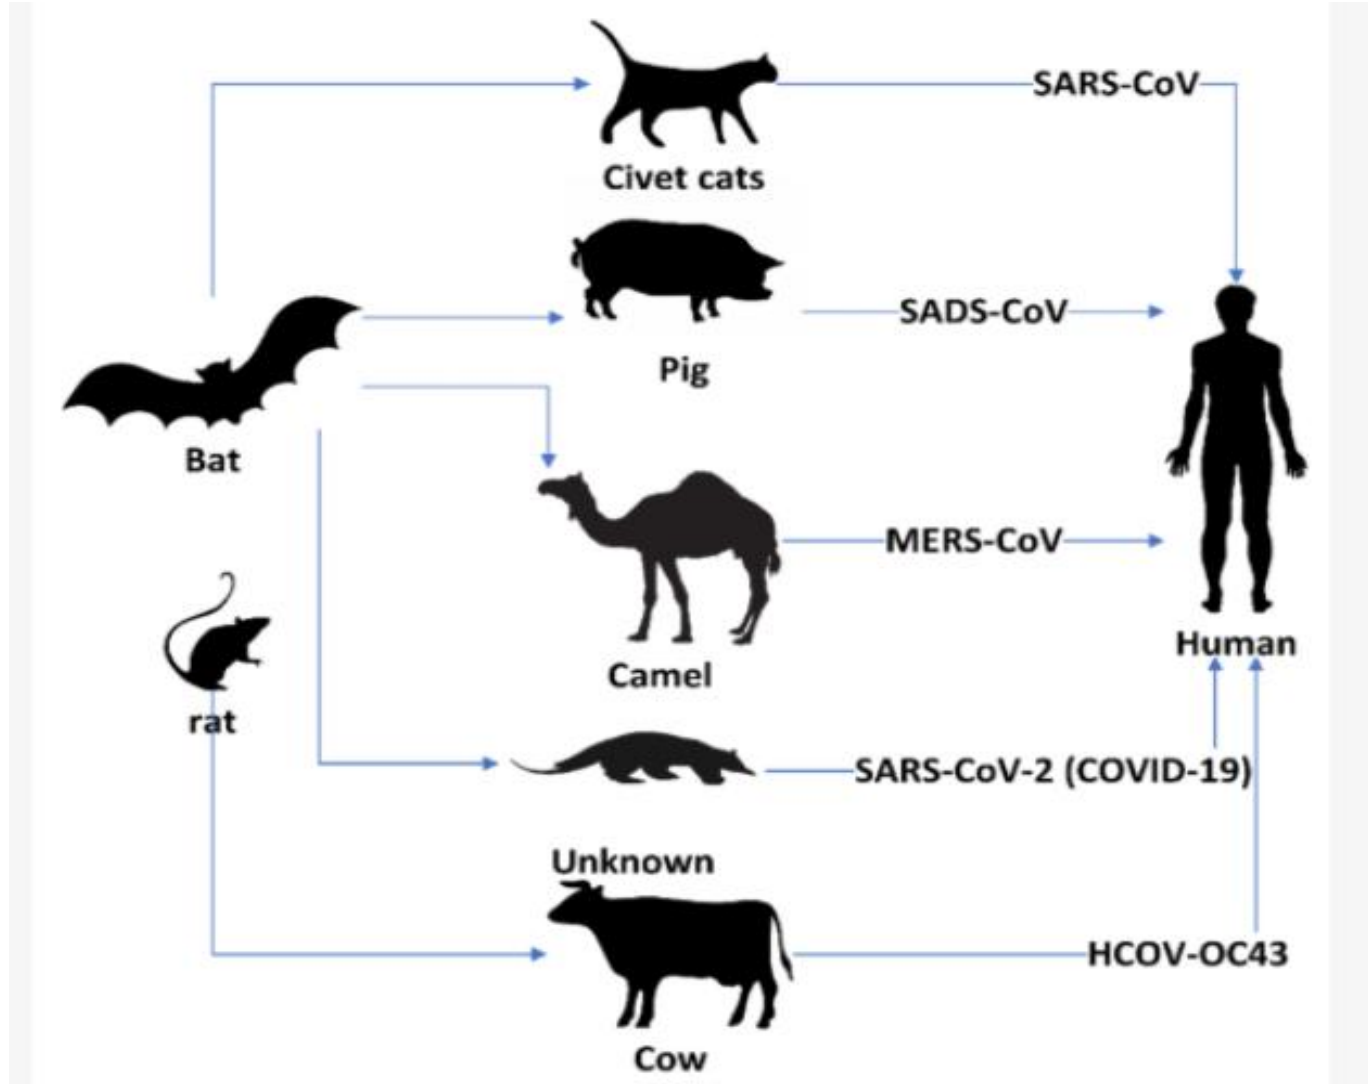 SARS-CoV
Civet cats
SADS-CoV
Pig
Bat
MERS-CoV
Human
Camel
rat
SARS-CoV-2 (COVID-19)
Unknown
HCOV-OC43
Cow